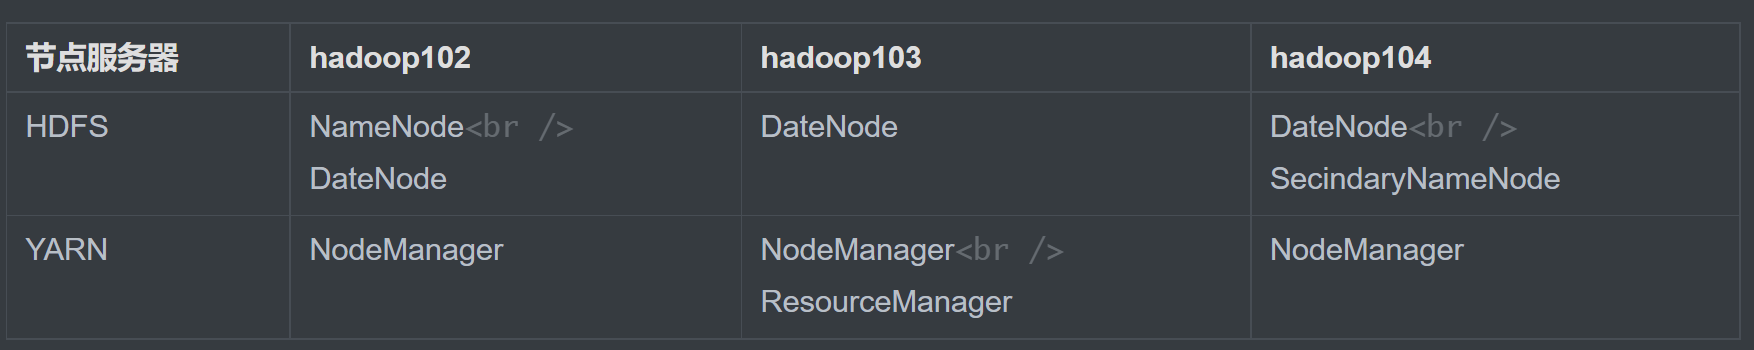 节点服务器 hadoop102 hadoop103 hadoop104
HDFS NameNode<br /> DateNode DateNode<br />
DateNode SecindaryNameNode
YARN NodeManager NodeManager<br /> NodeManager
ResourceManager